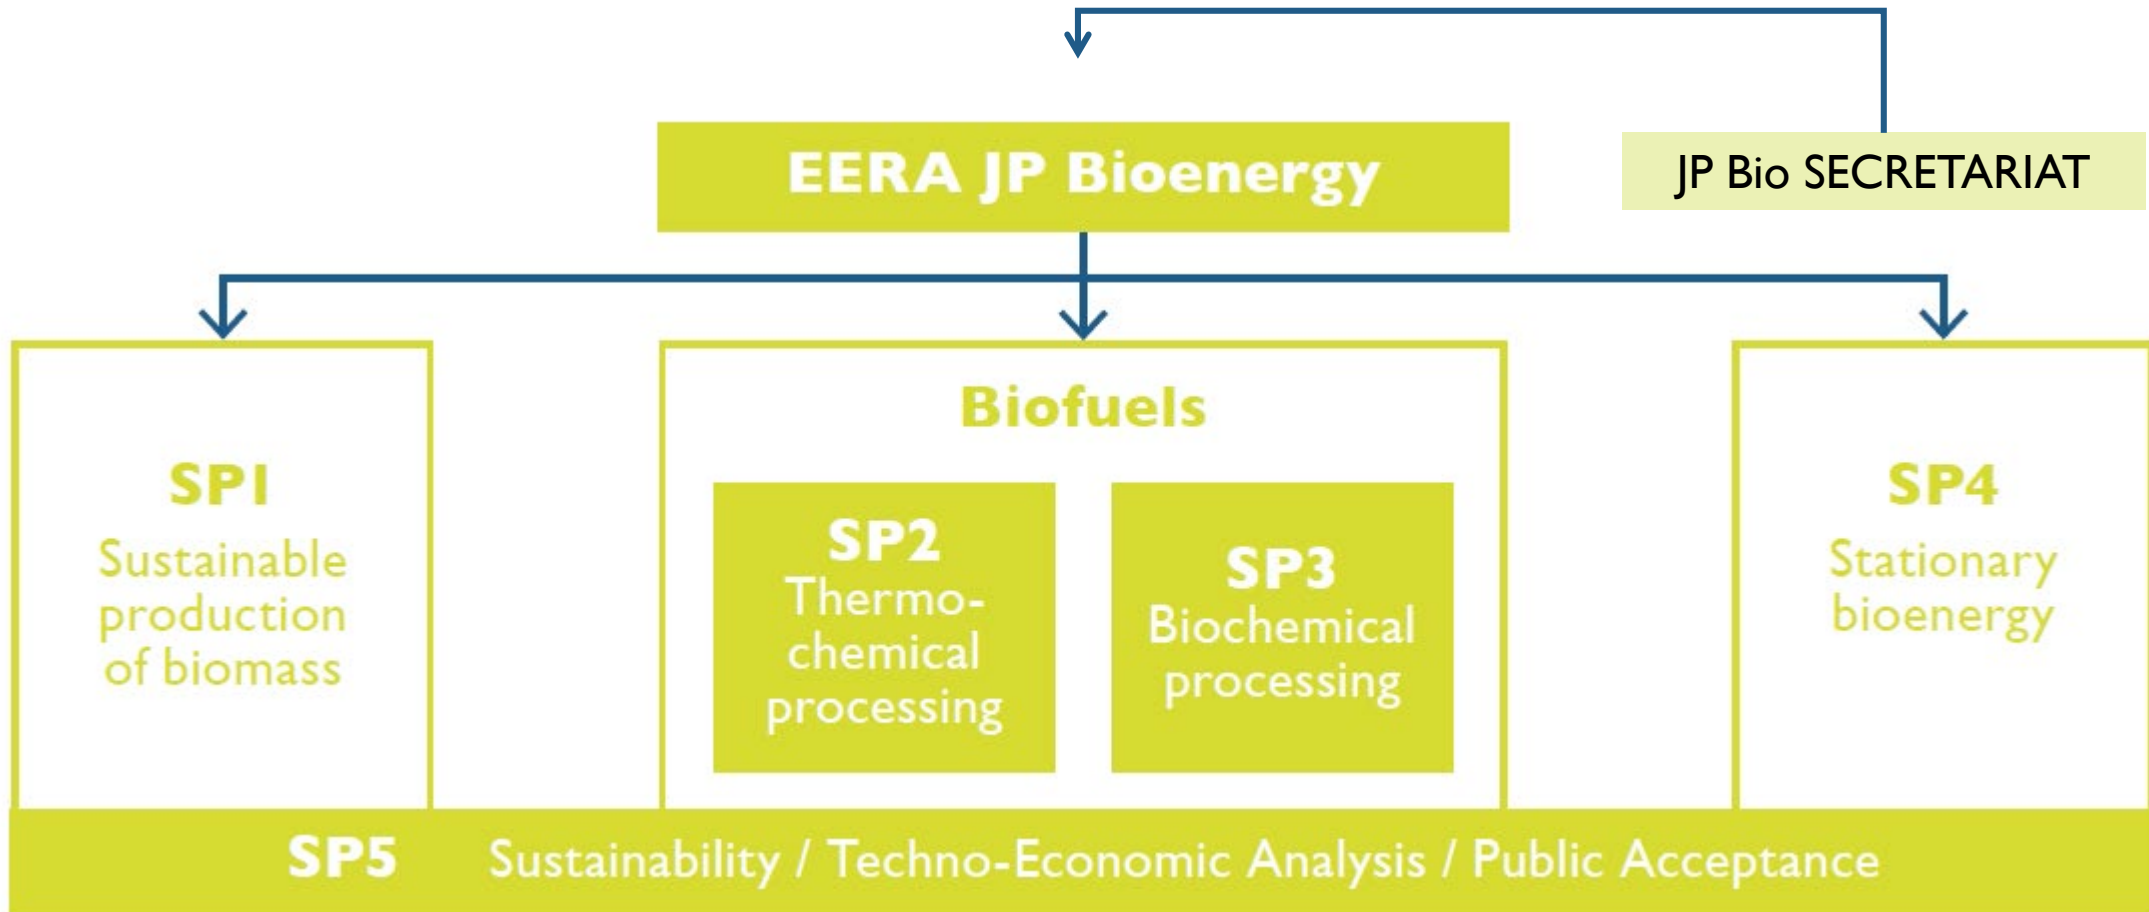 EERA JP Bioenergy
JP Bio SECRETARIAT
SP1
Sustainable
production
of biomass
Biofuels
SP2
Thermo-
chemical
processing
SP3
Biochemical
processing
SP4
Stationary
bioenergy
SP5 Sustainability / Techno-Economic Analysis / Public Acceptance